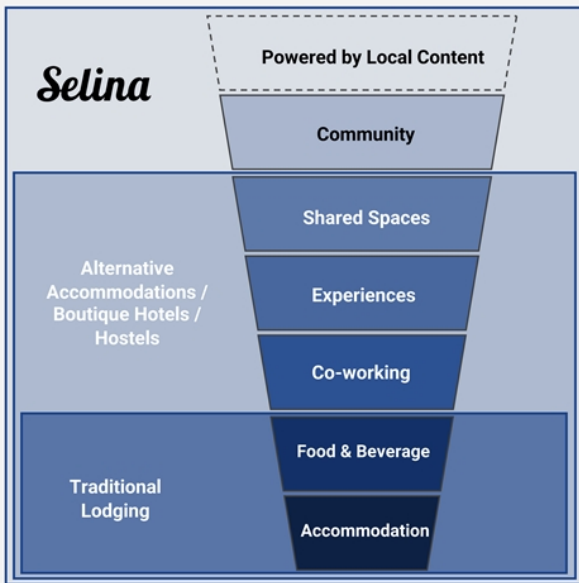 Selina
Powered by Local Content
Community
Shared Spaces
Alternative
Accommodations /
Boutique Hotels /
Hostels
Experiences
Co-working
Food & Beverage
Traditional
Lodging
Accommodation